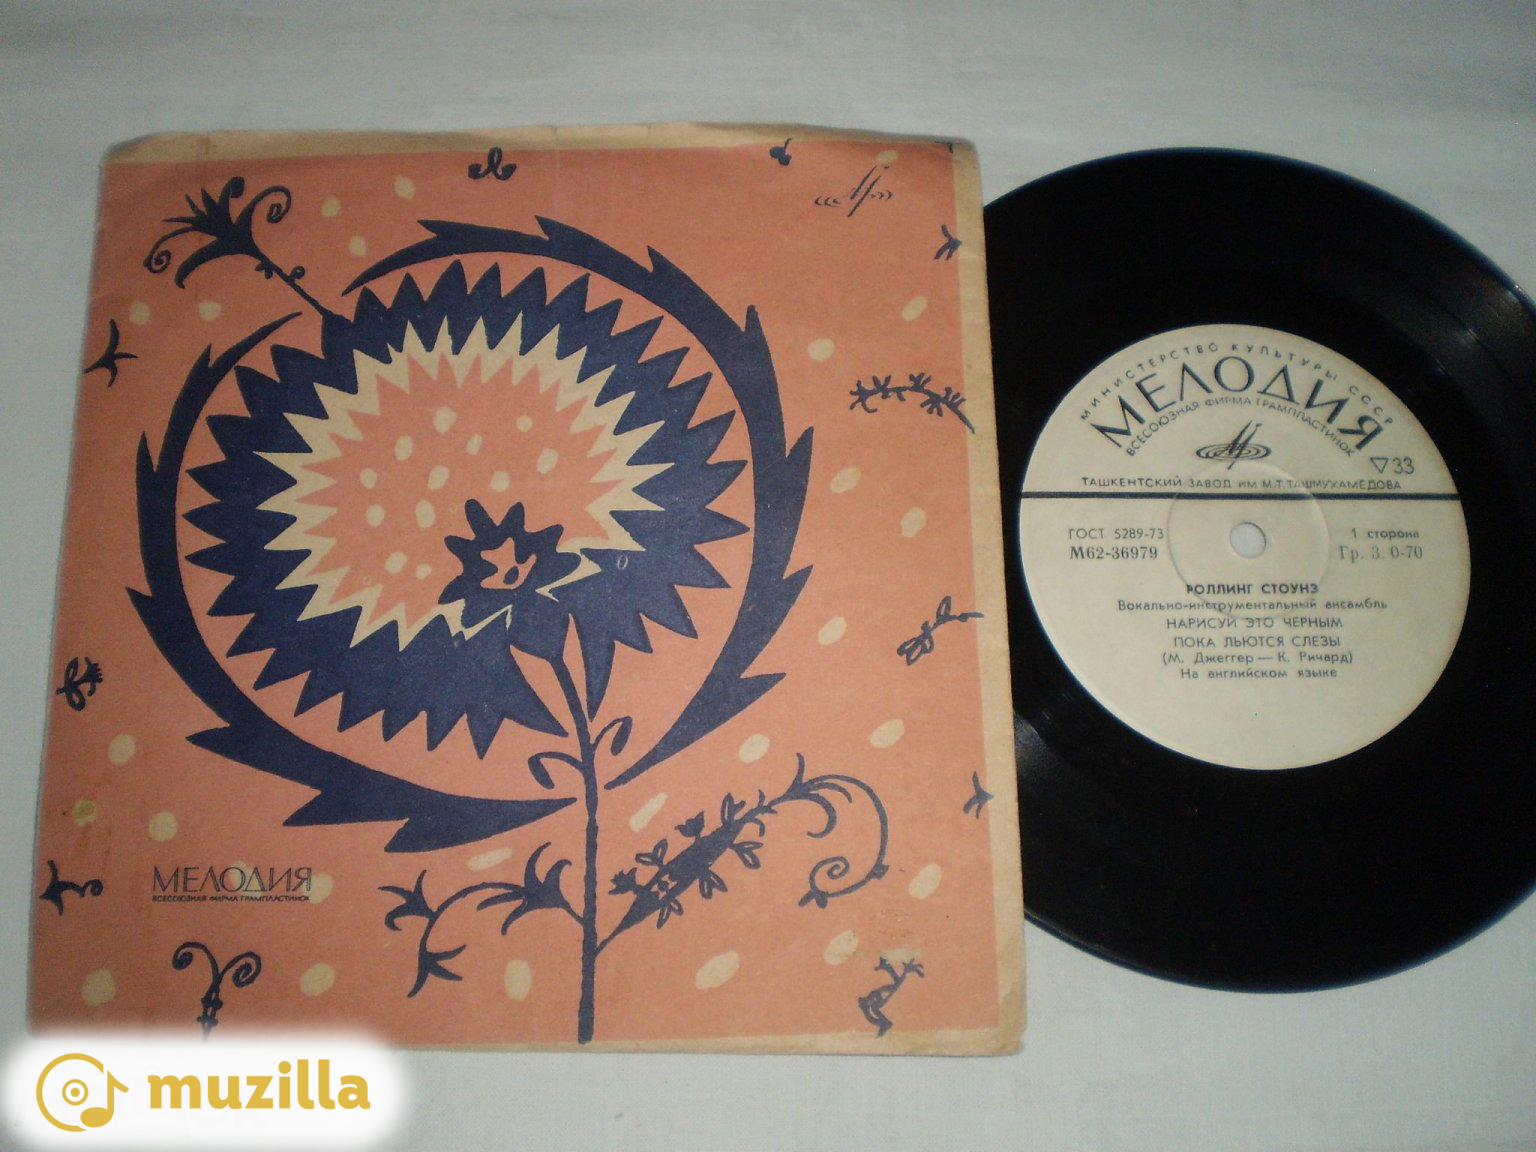 МЕЛОДИЯ
ВСЕСОЮЗНАЯ ФИРМА ГРАМПЛАСТИНОК
МИНИСТЕРСТВО КУЛЬТУРЫ СССР
МЕЛОДИЯ
ВСЕСОЮЗНАЯ ФИРМА ГРАМПЛАСТИНОК
▽33
ТАШКЕНТСКИЙ ЗАВОД ИМ М.Т.ТАШМУХАМЕДОВА
ГОСТ 5289-73 1 сторона
М62-36979 Гр. 3. 0-70
РОЛЛИНГ СТОУНЗ
Вокально-инструментальный ансамбль
НАРИСУЙ ЭТО ЧЕРНЫМ
ПОКА ЛЬЮТСЯ СЛЕЗЫ
(М. Джеггер — К. Ричард)
На английском языке
muzilla